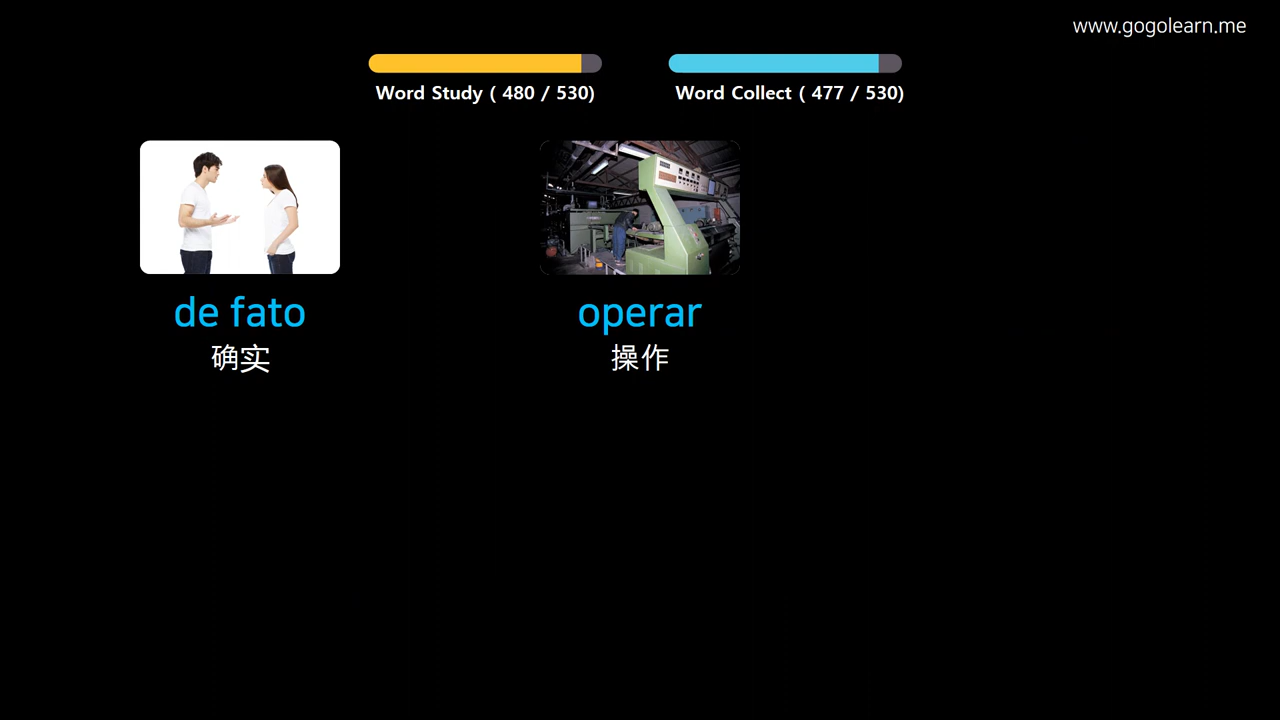 www.gogolearn.me
Word Study ( 480 / 530)
Word Collect ( 477 / 530)
de fato
确实
operar
操作